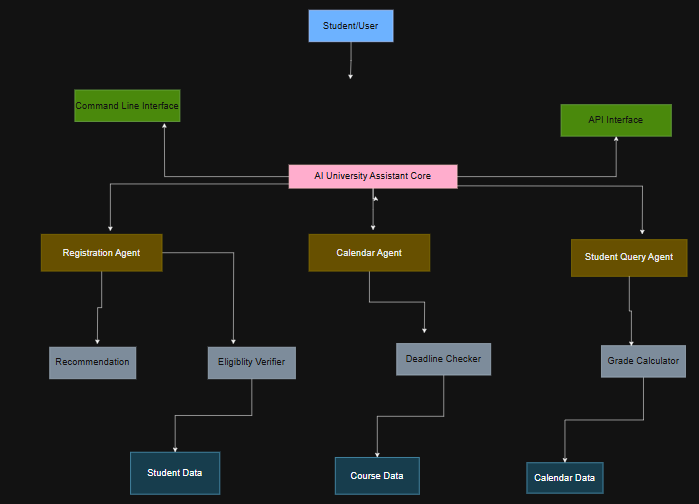 Student/User
Command Line Interface
API Interface
AI University Assistant Core
Registration Agent
Calendar Agent
Student Query Agent
Recommendation
Eligiblity Verifier
Deadline Checker
Grade Calculator
Student Data
Course Data
Calendar Data